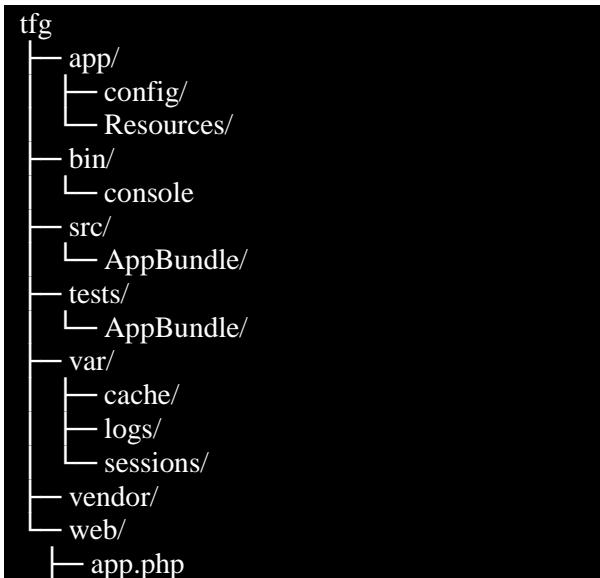 tfg
├── app/
│   ├── config/
│   └── Resources/
├── bin/
│   └── console
├── src/
│   └── AppBundle/
├── tests/
│   └── AppBundle/
├── var/
│   ├── cache/
│   ├── logs/
│   └── sessions/
├── vendor/
└── web/
    ├── app.php